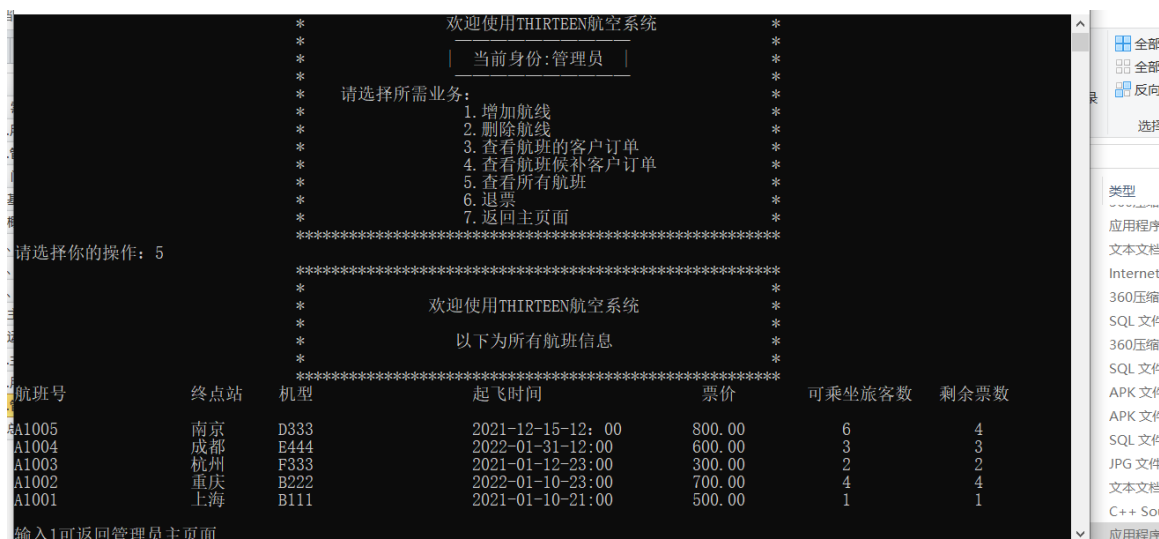 * 欢迎使用THIRTEEN航空系统 *
* —————————— *
* | 当前身份:管理员 | *
* —————————— *
* 请选择所需业务: *
* 1.增加航线 *
* 2.删除航线 *
* 3.查看航班的客户订单 *
* 4.查看航班候补客户订单 *
* 5.查看所有航班 *
* 6.退票 *
* 7.返回主页面 *
*******************************************************
请选择你的操作: 5
*******************************************************
* *
* 欢迎使用THIRTEEN航空系统 *
* *
* 以下为所有航班信息 *
* *
*******************************************************
航班号 终点站 机型 起飞时间 票价 可乘坐旅客数 剩余票数
A1005 南京 D333 2021-12-15-12：00 800.00 6 4
A1004 成都 E444 2022-01-31-12:00 600.00 3 3
A1003 杭州 F333 2021-01-12-23:00 300.00 2 2
A1002 重庆 B222 2022-01-10-23:00 700.00 4 4
A1001 上海 B111 2021-01-10-21:00 500.00 1 1
输入1可返回管理员主页面
全部
全部
反向
选择
类型
应用程序
文本文档
Internet
360压缩
SQL 文件
360压缩
SQL 文件
APK 文件
APK 文件
SQL 文件
JPG 文件
文本文档
C++ Sou
应用程序